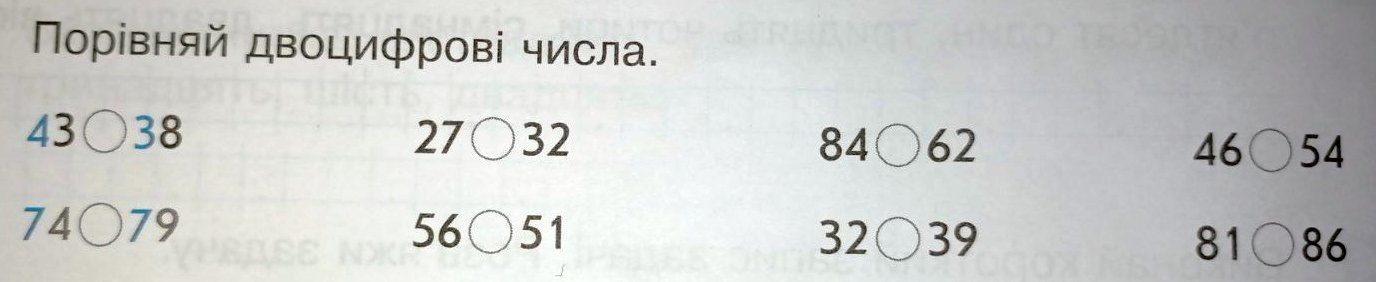 Порівняй двоцифрові числа.
43○38 27○32 84○62 46○54
74○79 56○51 32○39 81○86